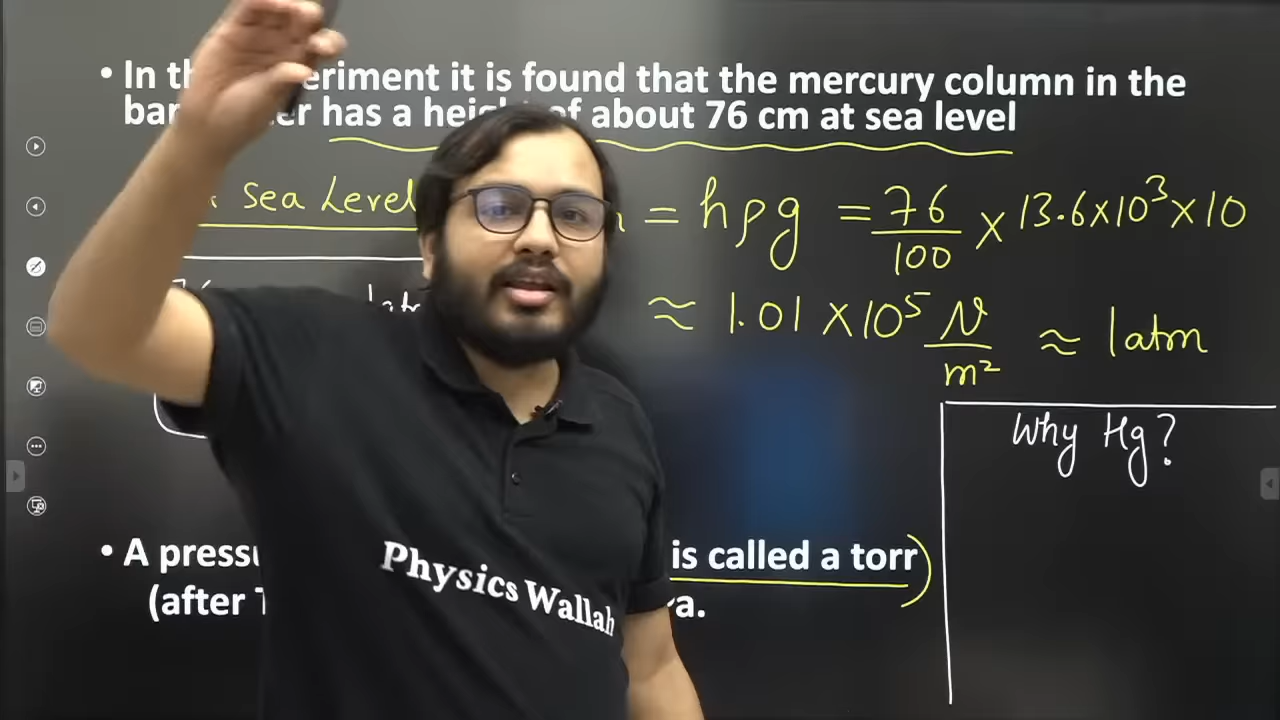 • In th eriment it is found that the mercury column in the
bar er has a heigh of about 76 cm at sea level
Sea Level = hρg = 76/100 × 13.6×10³×10
≈ 1.01 ×10⁵ N/m² ≈ 1atm
Why Hg?
• A pressu is called a torr)
(after T a.
Physics Wallah